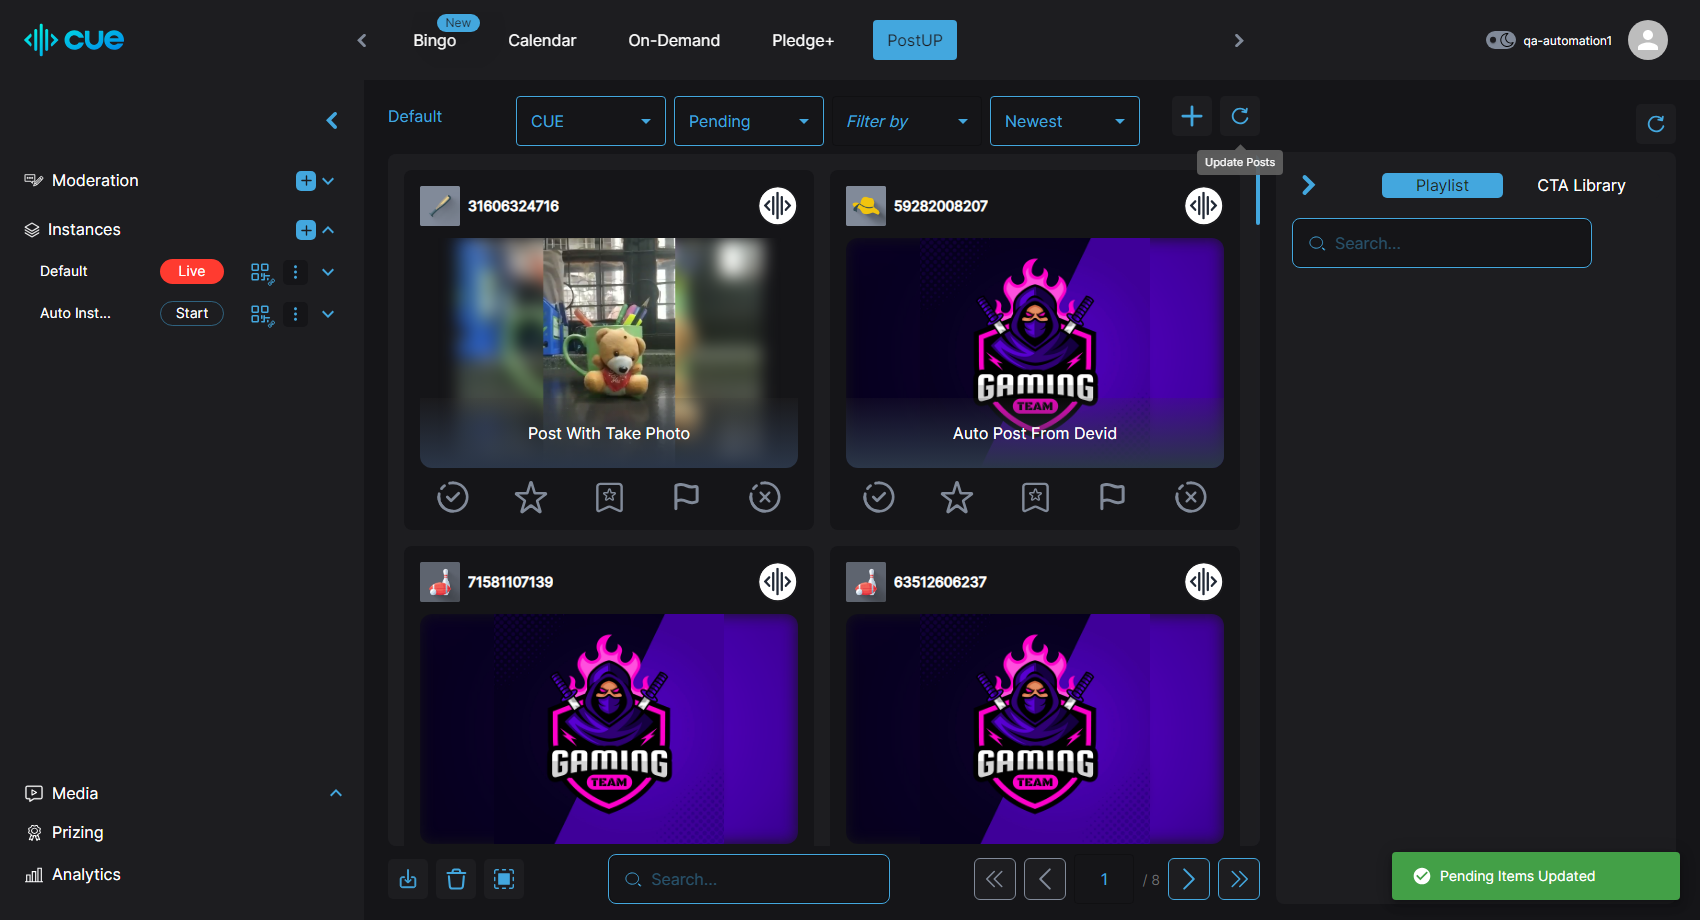 cue
New
Bingo
Calendar
On-Demand
Pledge+
PostUP
qa-automation1
Default
CUE
Pending
Filter by
Newest
Update Posts
Moderation
Instances
Default
Live
Auto Inst...
Start
Media
Prizing
Analytics
31606324716
Post With Take Photo
59282008207
GAMING
TEAM
Auto Post From Devid
71581107139
GAMING
TEAM
63512606237
GAMING
TEAM
Search...
1
/ 8
Playlist
CTA Library
Search...
Pending Items Updated